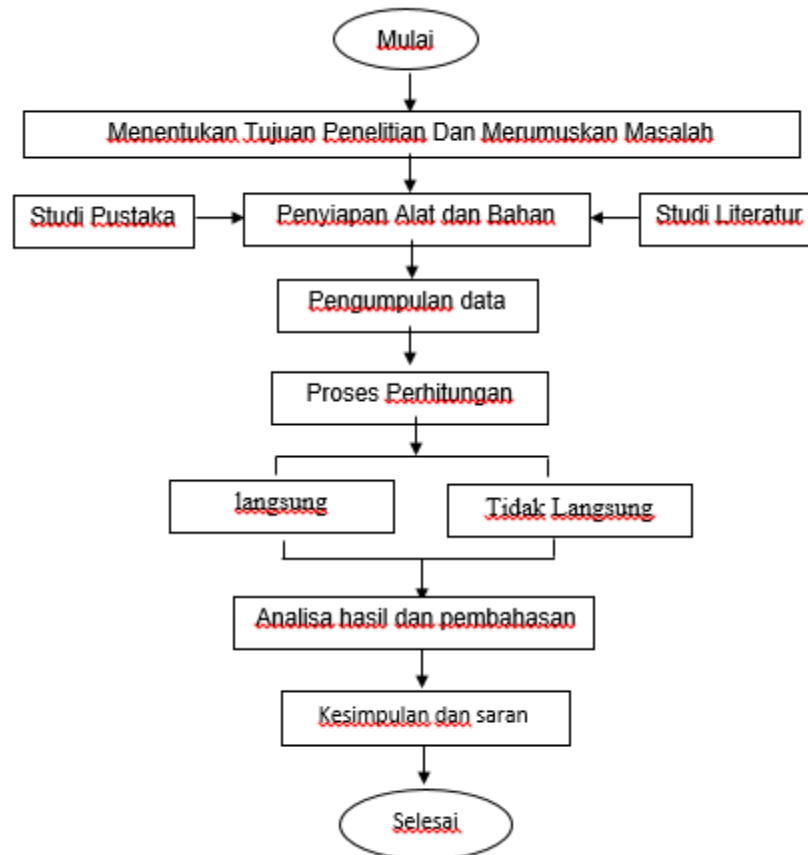 Mulai
Menentukan Tujuan Penelitian Dan Merumuskan Masalah
Studi Pustaka
Penyiapan Alat dan Bahan
Studi Literatur
Pengumpulan data
Proses Perhitungan
langsung
Tidak Langsung
Analisa hasil dan pembahasan
Kesimpulan dan saran
Selesai